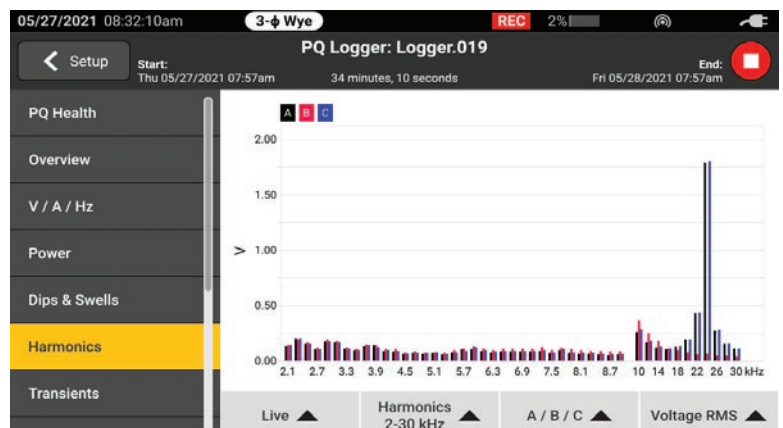 05/27/2021 08:32:10am 3-ϕ Wye REC 2%
PQ Logger: Logger.019
Setup
Start:
Thu 05/27/2021 07:57am
34 minutes, 10 seconds
End:
Fri 05/28/2021 07:57am
PQ Health
Overview
V / A / Hz
Power
Dips & Swells
Harmonics
Transients
A B C
2.00
1.50
V 1.00
0.50
0.00
2.1 2.7 3.3 3.9 4.5 5.1 5.7 6.3 6.9 7.5 8.1 8.7 10 14 18 22 26 30 kHz
Live
Harmonics
2-30 kHz
A / B / C
Voltage RMS